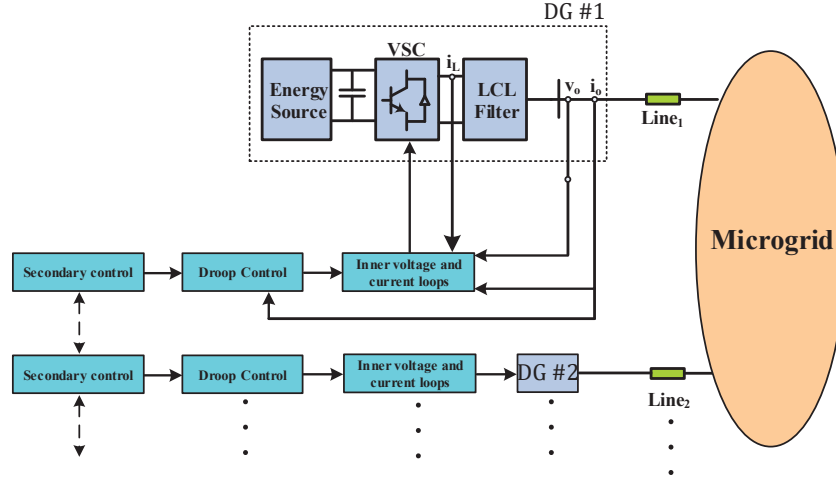 DG #1
VSC
Energy
Source
iL
LCL
Filter
vo
io
Line1
Microgrid
Secondary control
Droop Control
Inner voltage and
current loops
Secondary control
Droop Control
Inner voltage and
current loops
DG #2
Line2